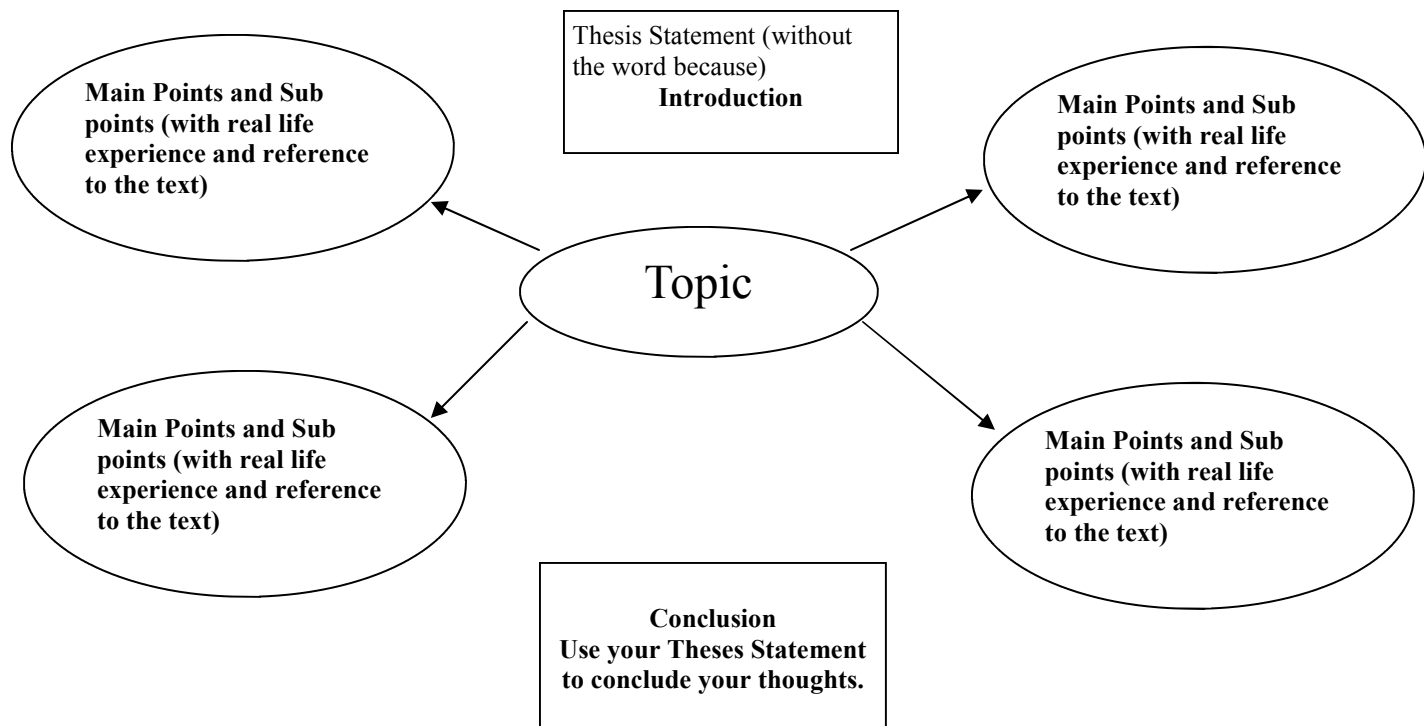 Thesis Statement (without
the word because)
Introduction
Main Points and Sub
points (with real life
experience and reference
to the text)
Main Points and Sub
points (with real life
experience and reference
to the text)
Topic
Main Points and Sub
points (with real life
experience and reference
to the text)
Main Points and Sub
points (with real life
experience and reference
to the text)
Conclusion
Use your Theses Statement
to conclude your thoughts.